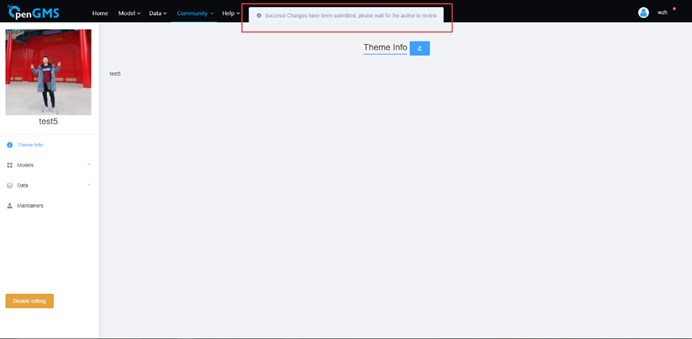 OpenGMS Home Model Data Community Help
Success! Changes have been submitted, please wait for the author to review.
wzh
Theme Info
test5
test5
Theme Info
Models
Data
Maintainers
Disable editing